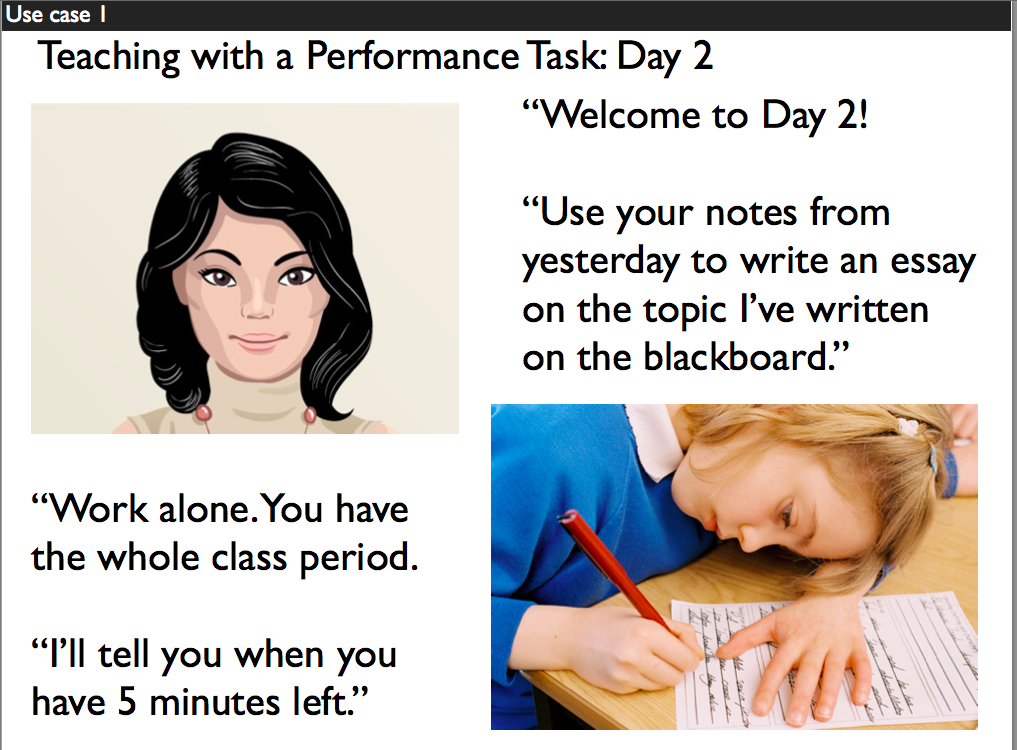 Use case 1
Teaching with a Performance Task: Day 2
“Welcome to Day 2!
“Use your notes from
yesterday to write an essay
on the topic I’ve written
on the blackboard.”
“Work alone. You have
the whole class period.
“I’ll tell you when you
have 5 minutes left.”